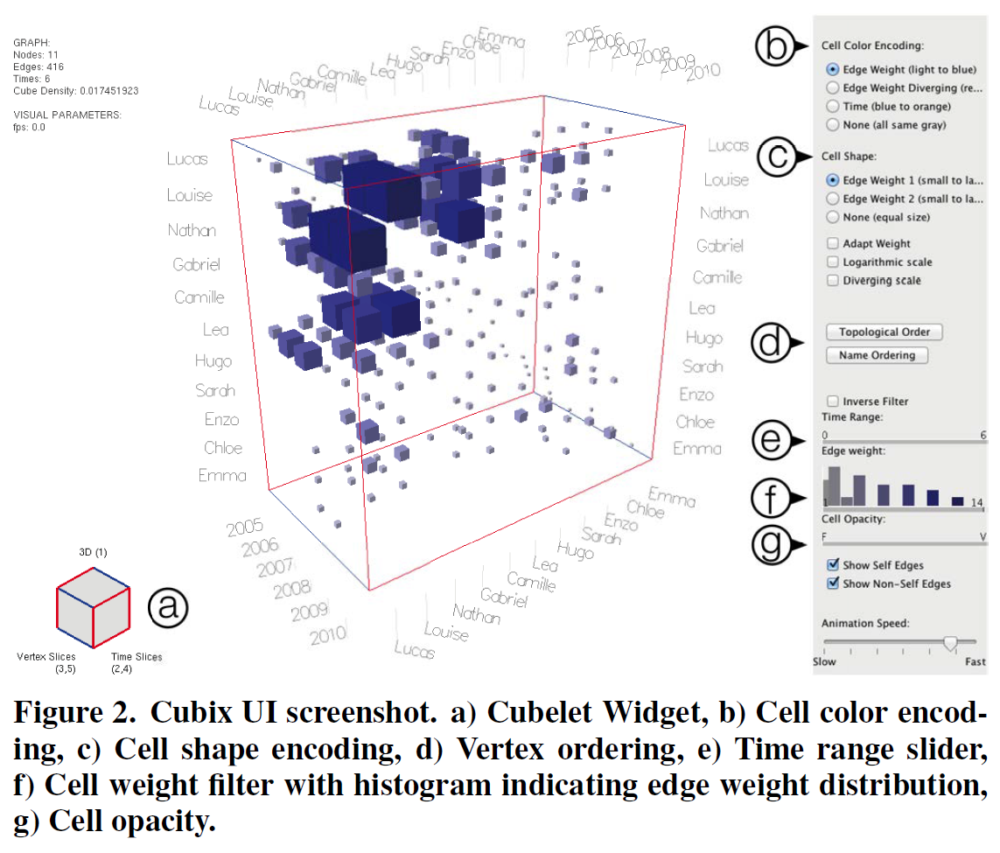 GRAPH:
Nodes: 11
Edges: 416
Times: 6
Cube Density: 0.017451923
VISUAL PARAMETERS:
fps: 0.0
Lucas
Louise
Nathan
Gabriel
Camille
Lea
Hugo
Sarah
Enzo
Chloe
Emma
2005
2006
2007
2008
2009
2010
Lucas
Louise
Nathan
Gabriel
Camille
Lea
Hugo
Sarah
Enzo
Chloe
Emma
Lucas
Louise
Nathan
Gabriel
Camille
Lea
Hugo
Sarah
Enzo
Chloe
Emma
2005
2006
2007
2008
2009
2010
Lucas
Louise
Nathan
Gabriel
Camille
Lea
Hugo
Sarah
Enzo
Chloe
Emma
3D (1)
Vertex Slices
(3,5)
Time Slices
(2,4)
a
b
Cell Color Encoding:
Edge Weight (light to blue)
Edge Weight Diverging (re...
Time (blue to orange)
None (all same gray)
c
Cell Shape:
Edge Weight 1 (small to la...
Edge Weight 2 (small to la...
None (equal size)
Adapt Weight
Logarithmic scale
Diverging scale
d
Topological Order
Name Ordering
Inverse Filter
e
Time Range:
0 6
Edge weight:
f
1 14
Cell Opacity:
g
F V
Show Self Edges
Show Non-Self Edges
Animation Speed:
Slow Fast
Figure 2. Cubix UI screenshot. a) Cubelet Widget, b) Cell color encod-
ing, c) Cell shape encoding, d) Vertex ordering, e) Time range slider,
f) Cell weight filter with histogram indicating edge weight distribution,
g) Cell opacity.